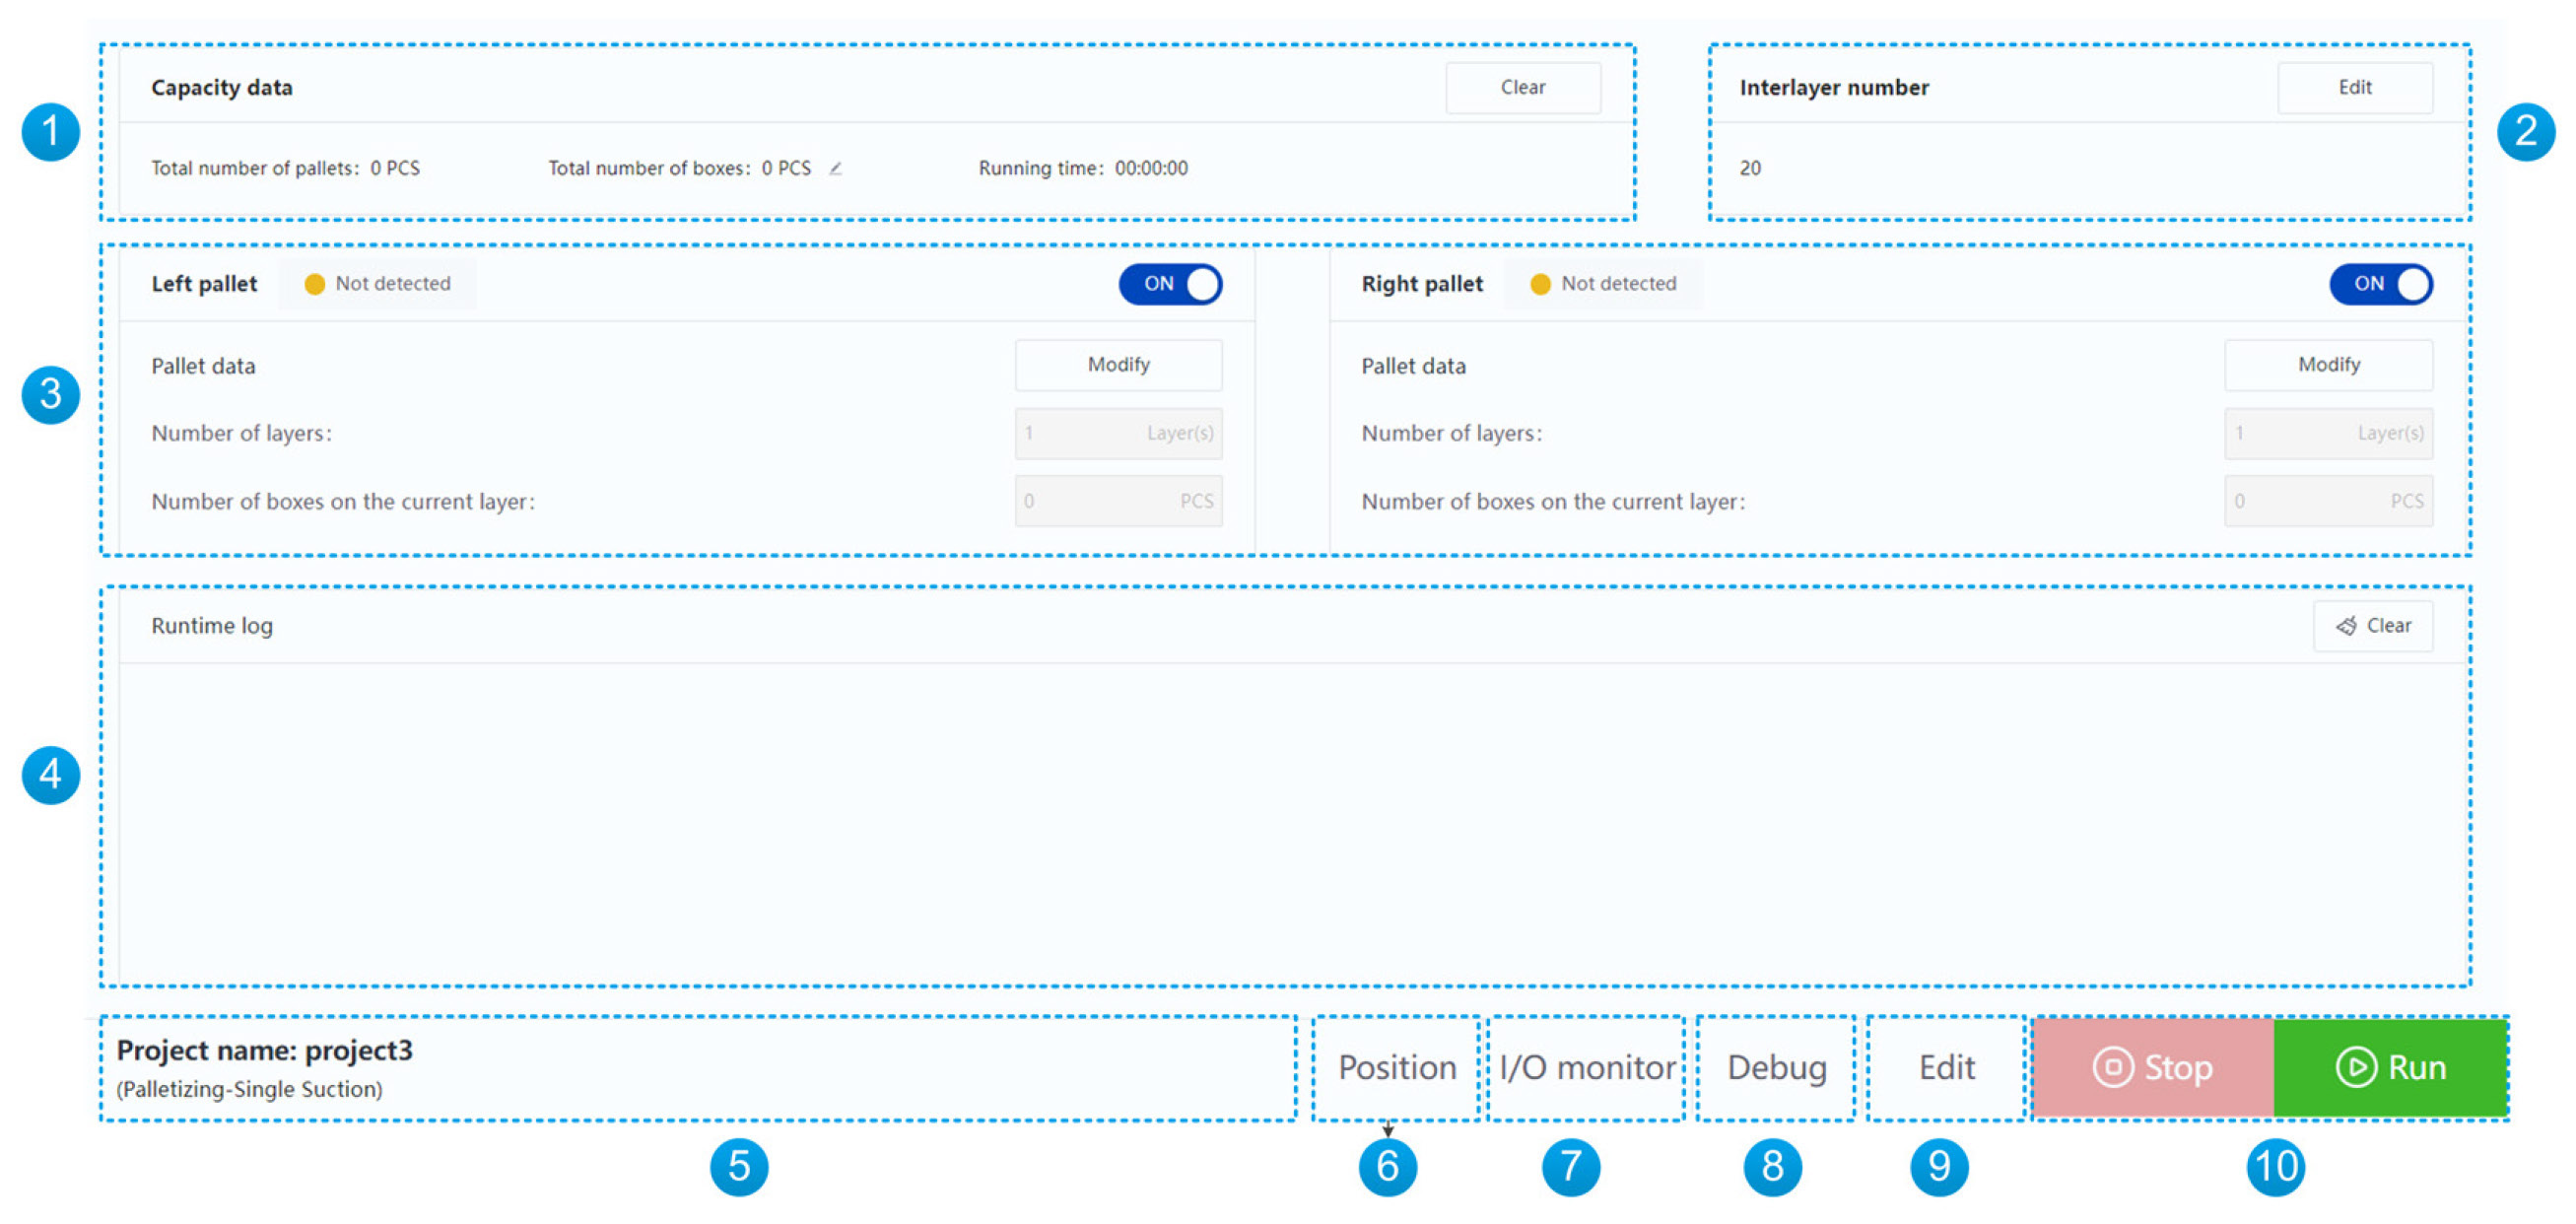 Capacity data
Clear
Interlayer number
Edit
1
2
Total number of pallets: 0 PCS
Total number of boxes: 0 PCS
Running time: 00:00:00
20
Left pallet
Not detected
ON
Right pallet
Not detected
ON
3
Pallet data
Modify
Pallet data
Modify
Number of layers:
1 Layer(s)
Number of layers:
1 Layer(s)
Number of boxes on the current layer:
0 PCS
Number of boxes on the current layer:
0 PCS
Runtime log
Clear
4
Project name: project3
(Palletizing-Single Suction)
Position
I/O monitor
Debug
Edit
Stop
Run
5
6
7
8
9
10